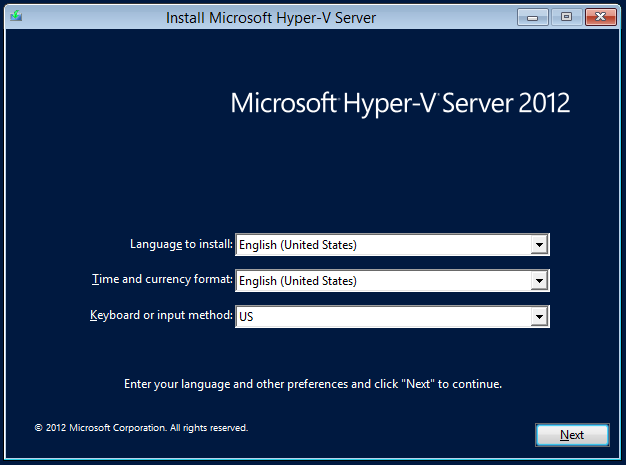 Install Microsoft Hyper-V Server
Microsoft® Hyper-V® Server 2012
Language to install: English (United States)
Time and currency format: English (United States)
Keyboard or input method: US
Enter your language and other preferences and click "Next" to continue.
© 2012 Microsoft Corporation. All rights reserved.
Next